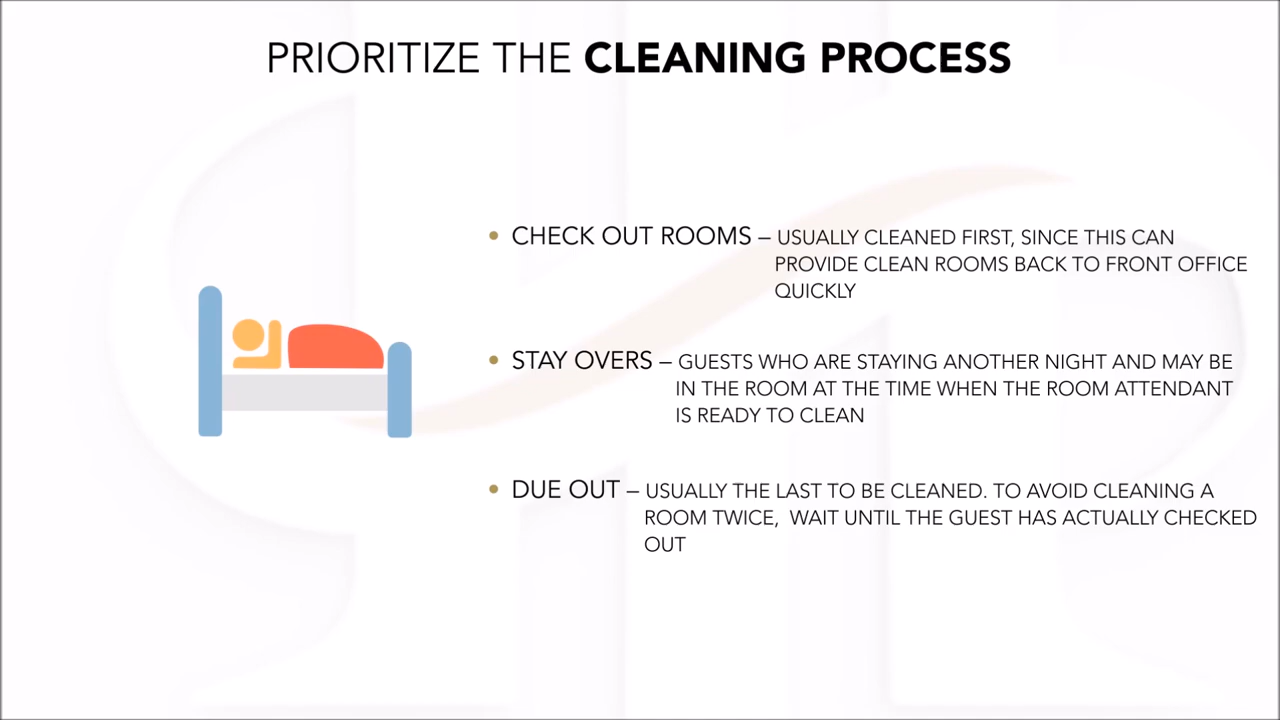 PRIORITIZE THE CLEANING PROCESS
• CHECK OUT ROOMS – USUALLY CLEANED FIRST, SINCE THIS CAN
PROVIDE CLEAN ROOMS BACK TO FRONT OFFICE
QUICKLY
• STAY OVERS – GUESTS WHO ARE STAYING ANOTHER NIGHT AND MAY BE
IN THE ROOM AT THE TIME WHEN THE ROOM ATTENDANT
IS READY TO CLEAN
• DUE OUT – USUALLY THE LAST TO BE CLEANED. TO AVOID CLEANING A
ROOM TWICE, WAIT UNTIL THE GUEST HAS ACTUALLY CHECKED
OUT